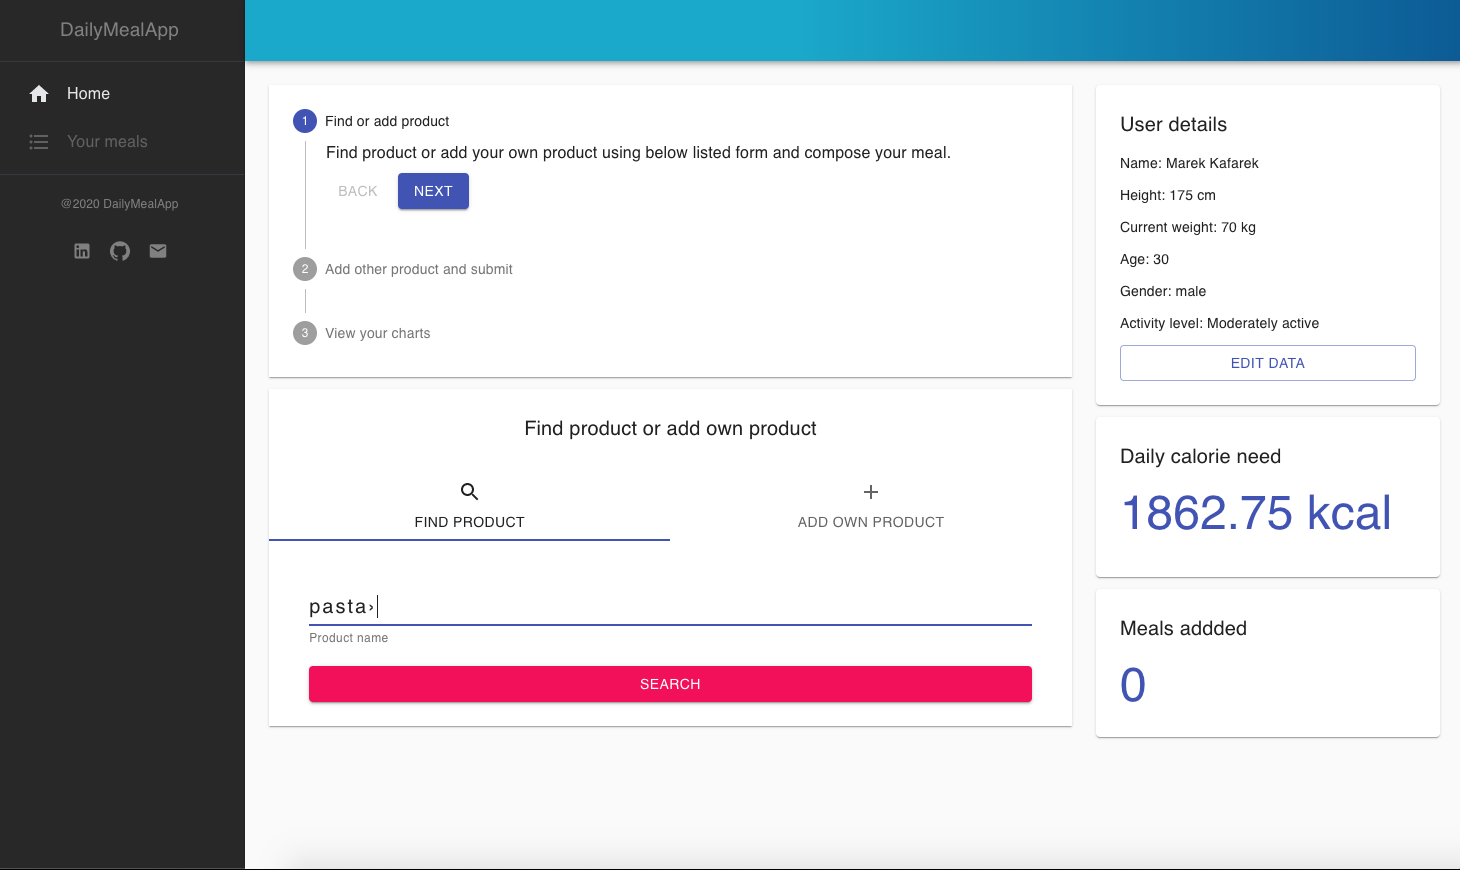 DailyMealApp
Home
Your meals
@2020 DailyMealApp
1 Find or add product
Find product or add your own product using below listed form and compose your meal.
BACK NEXT
2 Add other product and submit
3 View your charts
Find product or add own product
FIND PRODUCT ADD OWN PRODUCT
pasta›
Product name
SEARCH
User details
Name: Marek Kafarek
Height: 175 cm
Current weight: 70 kg
Age: 30
Gender: male
Activity level: Moderately active
EDIT DATA
Daily calorie need
1862.75 kcal
Meals addded
0